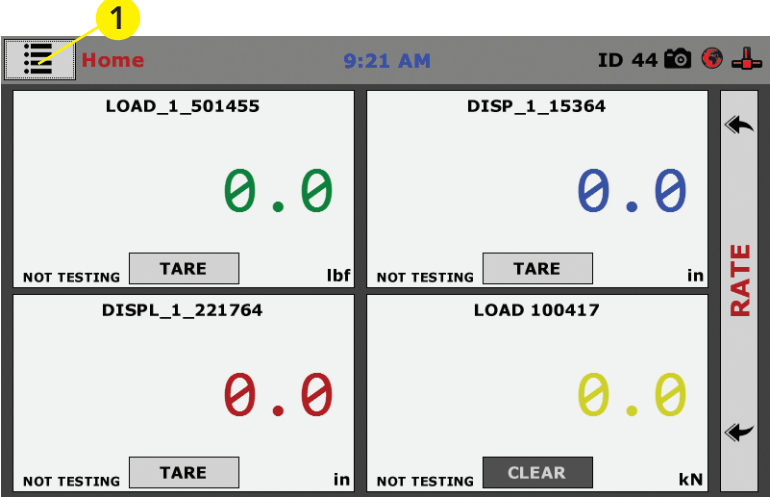 1
Home 9:21 AM ID 44
LOAD_1_501455
0.0
NOT TESTING TARE lbf
DISP_1_15364
0.0
NOT TESTING TARE in
DISPL_1_221764
0.0
NOT TESTING TARE in
LOAD 100417
0.0
NOT TESTING CLEAR kN
RATE